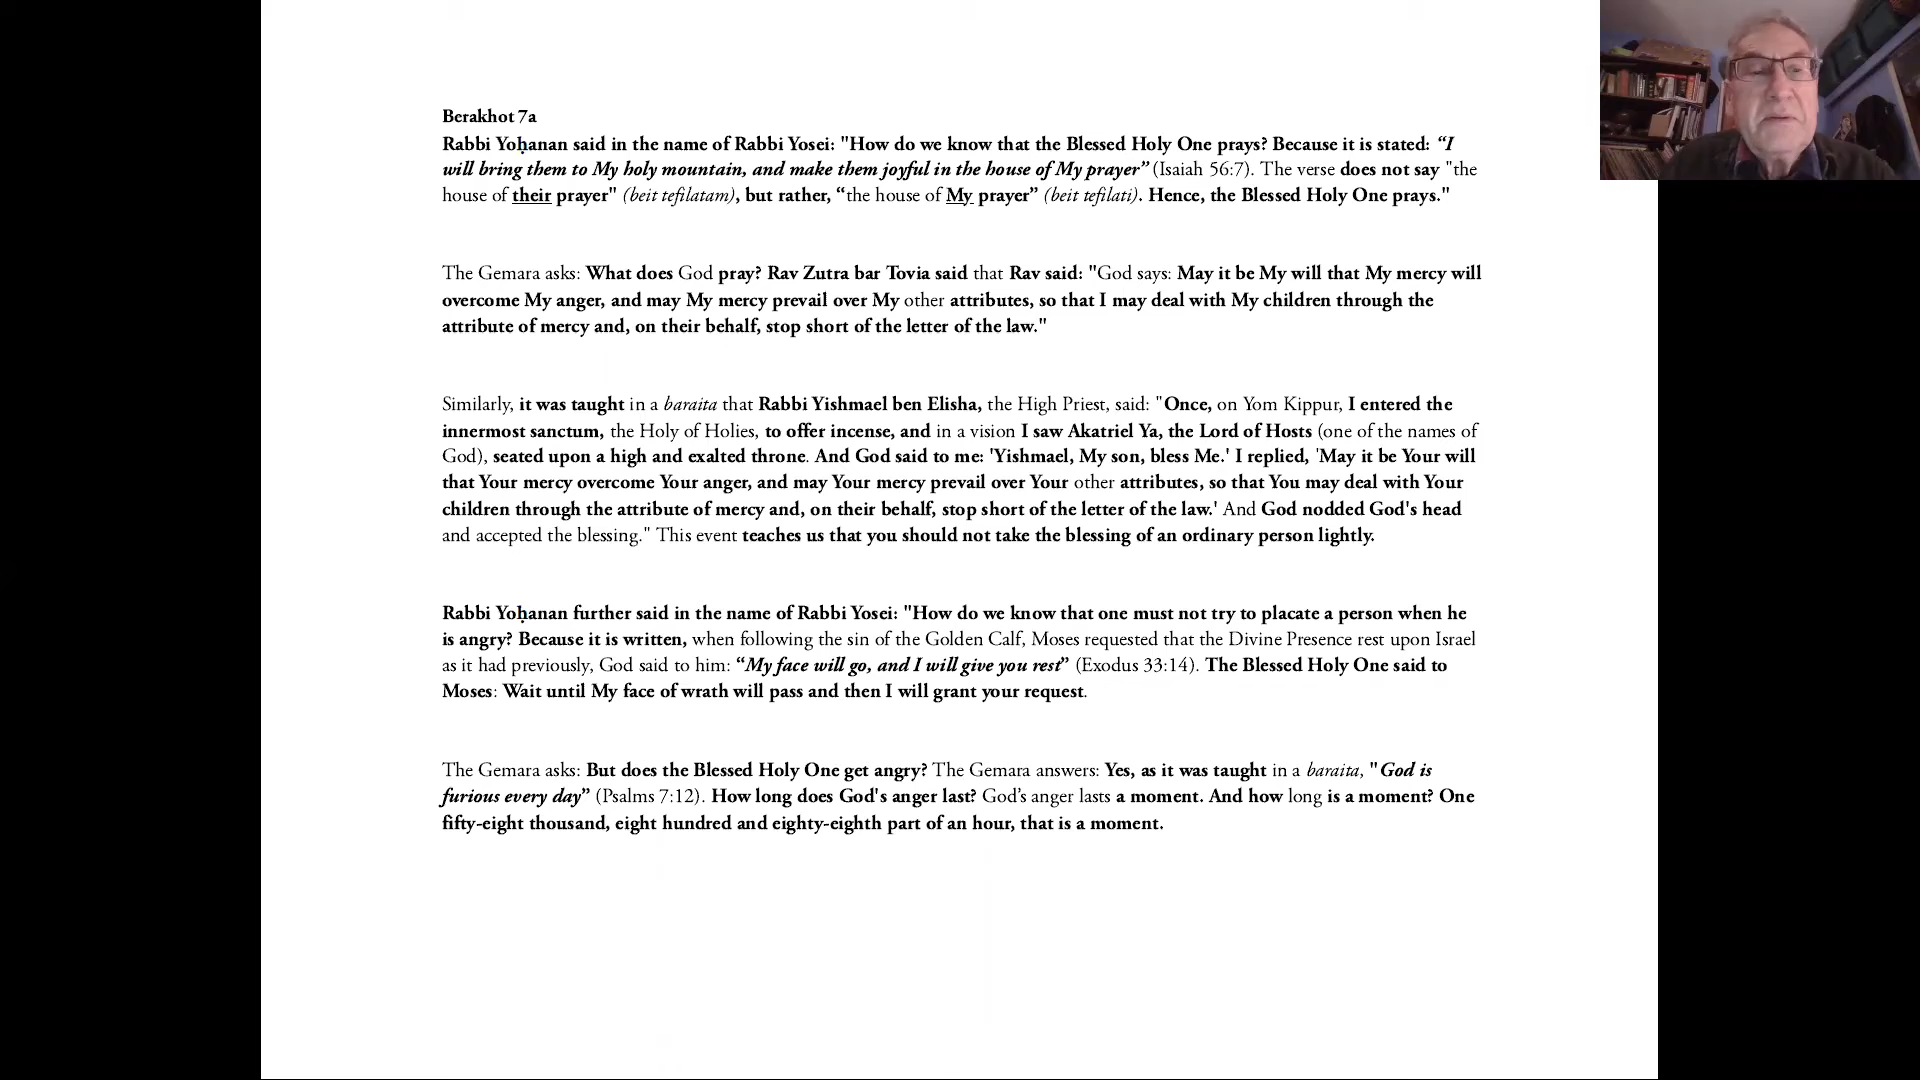 Berakhot 7a
Rabbi Yoḥanan said in the name of Rabbi Yosei: "How do we know that the Blessed Holy One prays? Because it is stated: “I
will bring them to My holy mountain, and make them joyful in the house of My prayer” (Isaiah 56:7). The verse does not say "the
house of their prayer" (beit tefilatam), but rather, “the house of My prayer” (beit tefilati). Hence, the Blessed Holy One prays."
The Gemara asks: What does God pray? Rav Zutra bar Tovia said that Rav said: "God says: May it be My will that My mercy will
overcome My anger, and may My mercy prevail over My other attributes, so that I may deal with My children through the
attribute of mercy and, on their behalf, stop short of the letter of the law."
Similarly, it was taught in a baraita that Rabbi Yishmael ben Elisha, the High Priest, said: "Once, on Yom Kippur, I entered the
innermost sanctum, the Holy of Holies, to offer incense, and in a vision I saw Akatriel Ya, the Lord of Hosts (one of the names of
God), seated upon a high and exalted throne. And God said to me: 'Yishmael, My son, bless Me.' I replied, 'May it be Your will
that Your mercy overcome Your anger, and may Your mercy prevail over Your other attributes, so that You may deal with Your
children through the attribute of mercy and, on their behalf, stop short of the letter of the law.' And God nodded God's head
and accepted the blessing." This event teaches us that you should not take the blessing of an ordinary person lightly.
Rabbi Yoḥanan further said in the name of Rabbi Yosei: "How do we know that one must not try to placate a person when he
is angry? Because it is written, when following the sin of the Golden Calf, Moses requested that the Divine Presence rest upon Israel
as it had previously, God said to him: “My face will go, and I will give you rest” (Exodus 33:14). The Blessed Holy One said to
Moses: Wait until My face of wrath will pass and then I will grant your request.
The Gemara asks: But does the Blessed Holy One get angry? The Gemara answers: Yes, as it was taught in a baraita, "God is
furious every day” (Psalms 7:12). How long does God's anger last? God’s anger lasts a moment. And how long is a moment? One
fifty-eight thousand, eight hundred and eighty-eighth part of an hour, that is a moment.